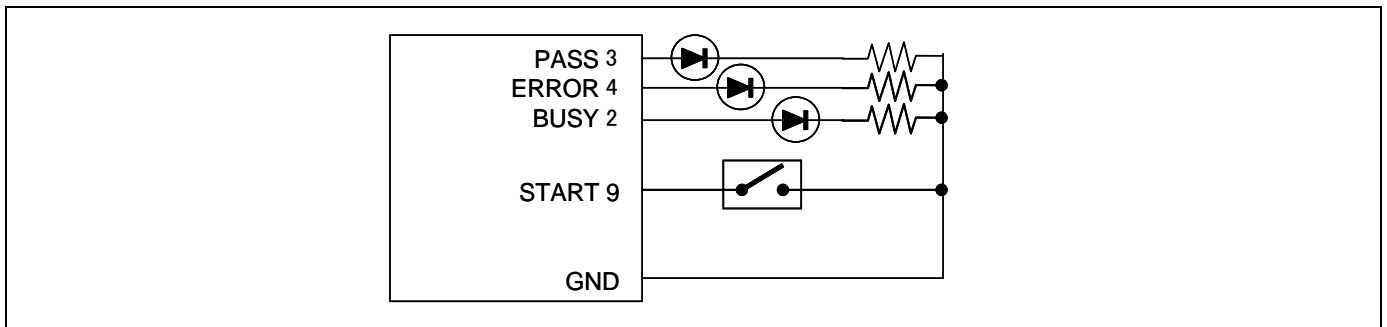 PASS 3
ERROR 4
BUSY 2
START 9
GND